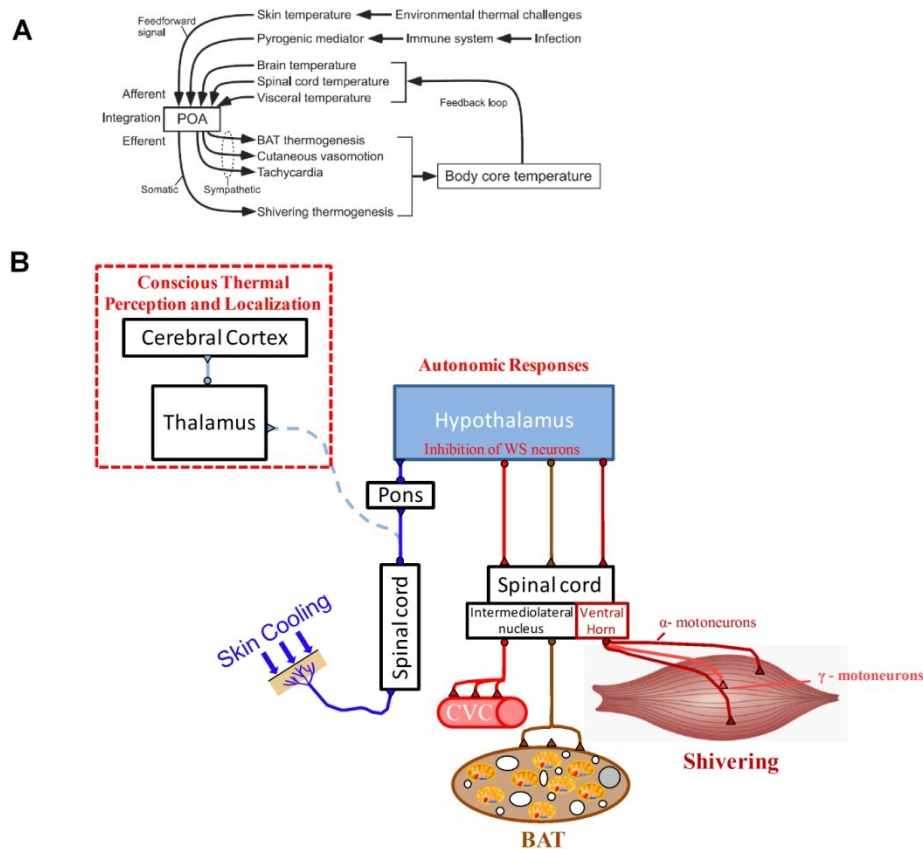 A
Feedforward
signal
Skin temperature
Environmental thermal challenges
Pyrogenic mediator
Immune system
Infection
Brain temperature
Spinal cord temperature
Visceral temperature
Feedback loop
Afferent
Integration
POA
Efferent
BAT thermogenesis
Cutaneous vasomotion
Tachycardia
Body core temperature
Somatic
Sympathetic
Shivering thermogenesis
B
Conscious Thermal
Perception and Localization
Cerebral Cortex
Thalamus
Autonomic Responses
Hypothalamus
Inhibition of WS neurons
Pons
Spinal cord
Skin Cooling
Spinal cord
Intermediolateral
nucleus
Ventral
Horn
α- motoneurons
γ - motoneurons
CVC
Shivering
BAT